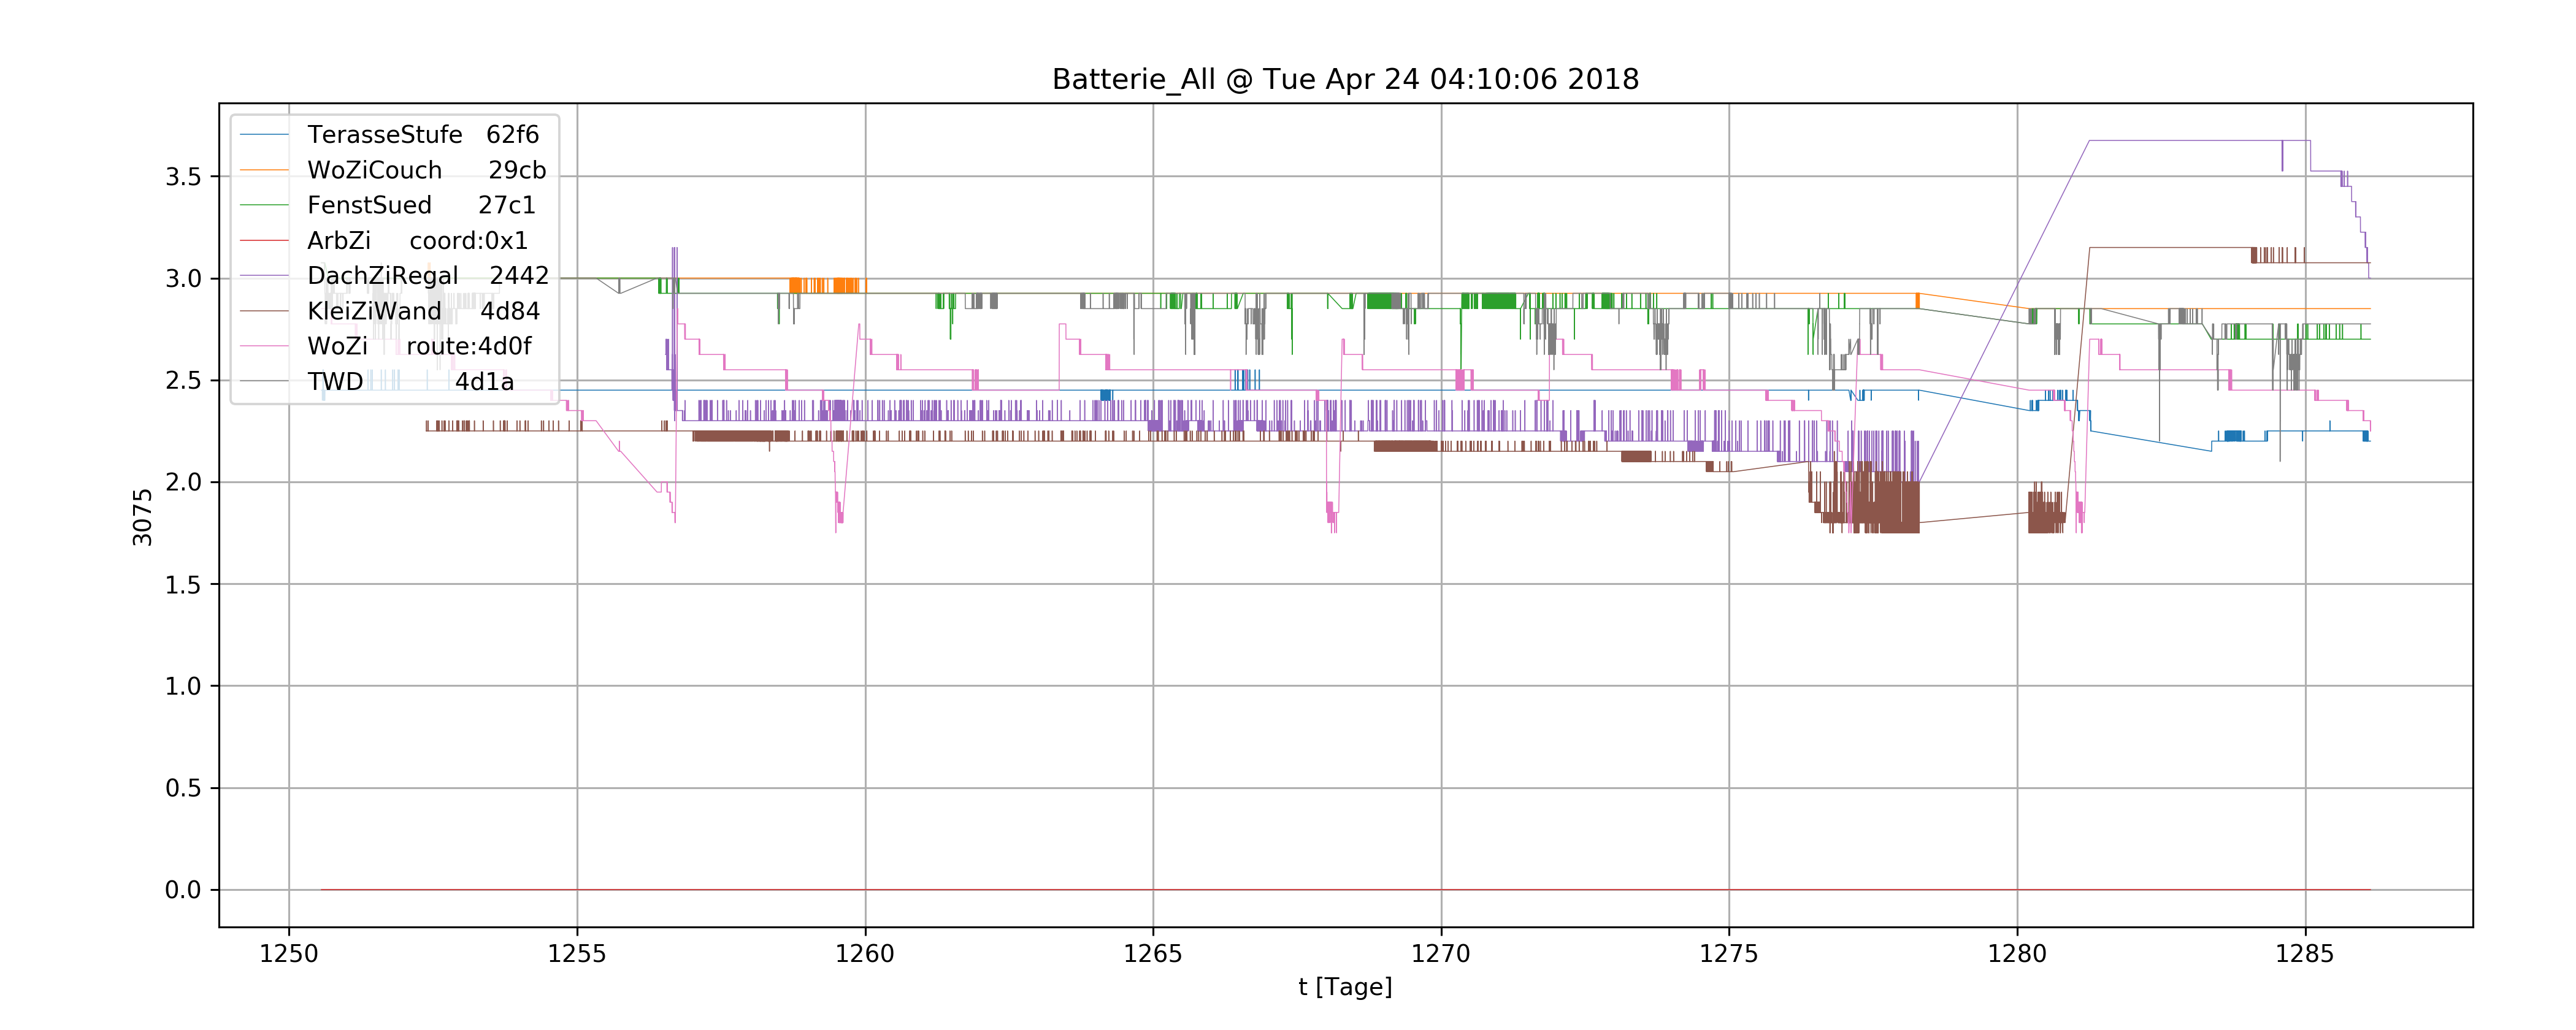 Batterie_All @ Tue Apr 24 04:10:06 2018
TerasseStufe 62f6
WoZiCouch 29cb
FenstSued 27c1
ArbZi coord:0x1
DachZiRegal 2442
KleiZiWand 4d84
WoZi route:4d0f
TWD 4d1a
3.5
3.0
2.5
2.0
1.5
1.0
0.5
0.0
3075
1250 1255 1260 1265 1270 1275 1280 1285
t [Tage]